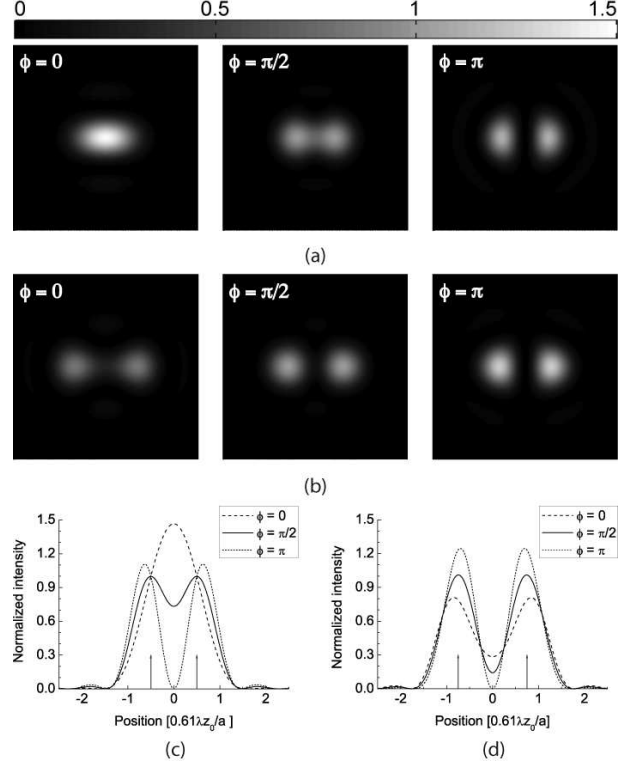 0 0.5 1 1.5
ϕ = 0 ϕ = π/2 ϕ = π
(a)
ϕ = 0 ϕ = π/2 ϕ = π
(b)
Normalized intensity
1.5
1.2
0.9
0.6
0.3
0.0
-2 -1 0 1 2
Position [0.61λz₀/a ]
ϕ = 0
ϕ = π/2
ϕ = π
(c)
Normalized intensity
1.5
1.2
0.9
0.6
0.3
0.0
-2 -1 0 1 2
Position [0.61λz₀/a]
ϕ = 0
ϕ = π/2
ϕ = π
(d)